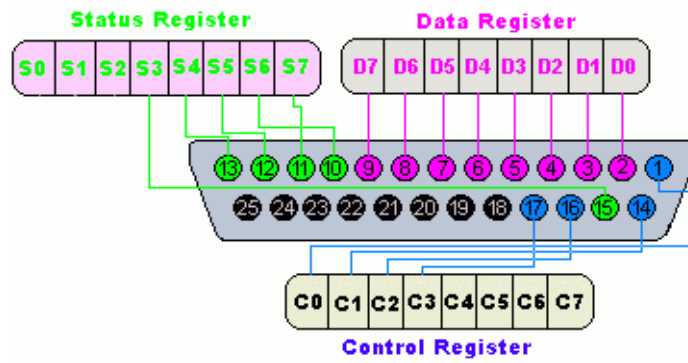 Status Register Data Register
S0 S1 S2 S3 S4 S5 S6 S7 D7 D6 D5 D4 D3 D2 D1 D0
13 12 11 10 9 8 7 6 5 4 3 2 1
25 24 23 22 21 20 19 18 17 16 15 14
C0 C1 C2 C3 C4 C5 C6 C7
Control Register